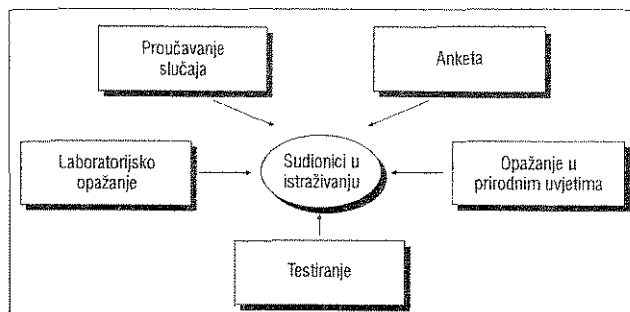 Proučavanje
slučaja
Anketa
Laboratorijsko
opažanje
Sudionici u
istraživanju
Opažanje u
prirodnim uvjetima
Testiranje